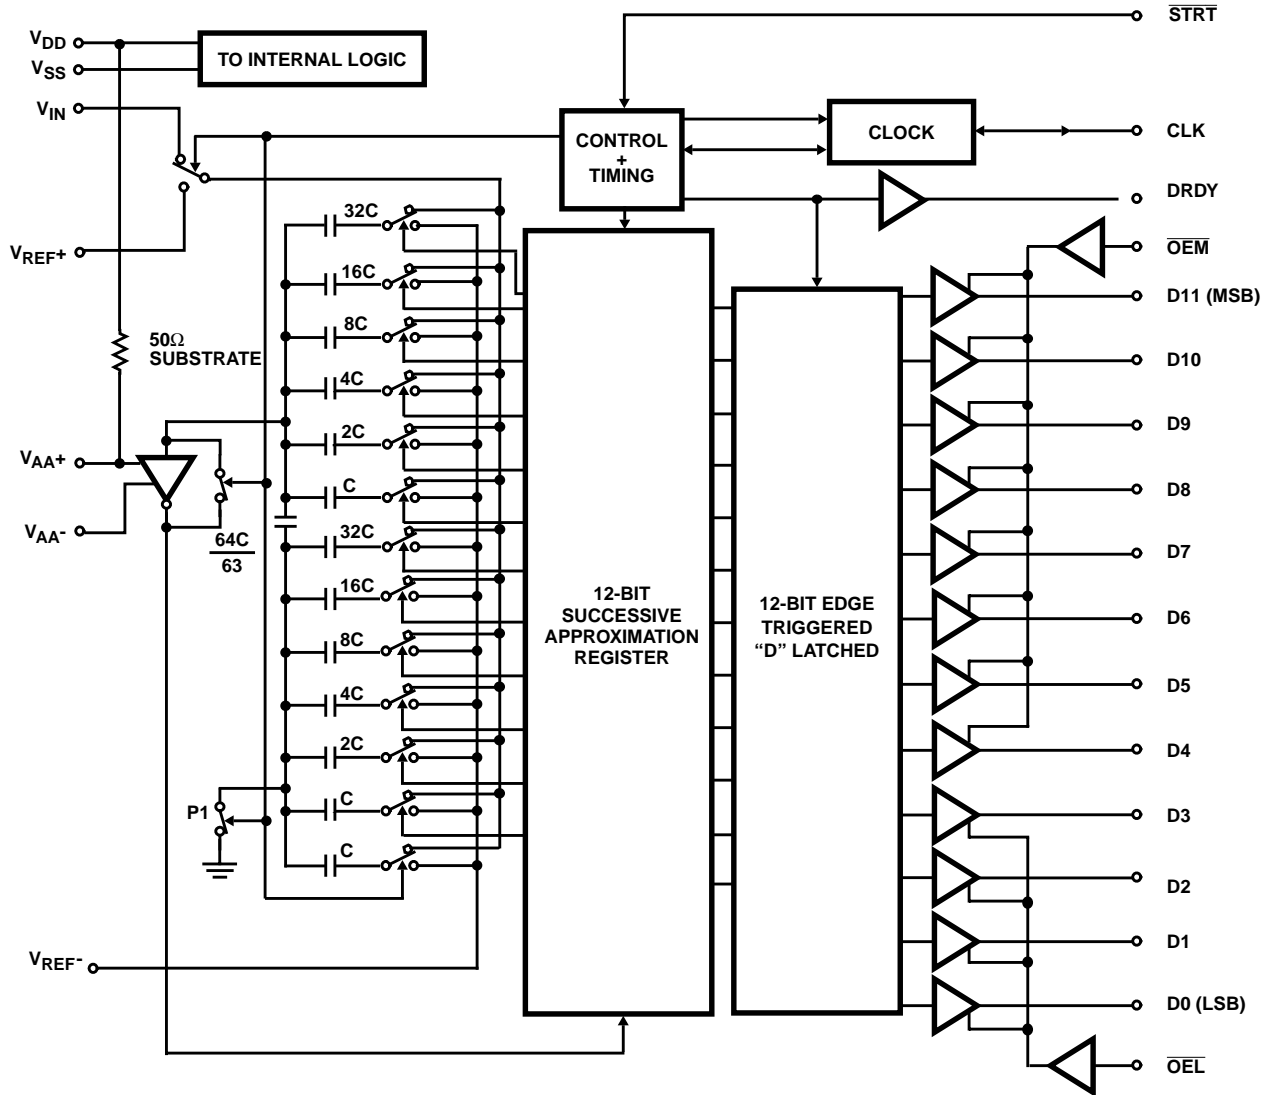 STRT
VDD
VSS
TO INTERNAL LOGIC
VIN
CONTROL
+
TIMING
CLOCK
CLK
DRDY
VREF+
OEM
32C
16C
8C
4C
2C
C
32C
16C
8C
4C
2C
C
C
50Ω
SUBSTRATE
VAA+
VAA-
64C
63
P1
VREF-
12-BIT
SUCCESSIVE
APPROXIMATION
REGISTER
12-BIT EDGE
TRIGGERED
“D” LATCHED
D11 (MSB)
D10
D9
D8
D7
D6
D5
D4
D3
D2
D1
D0 (LSB)
OEL